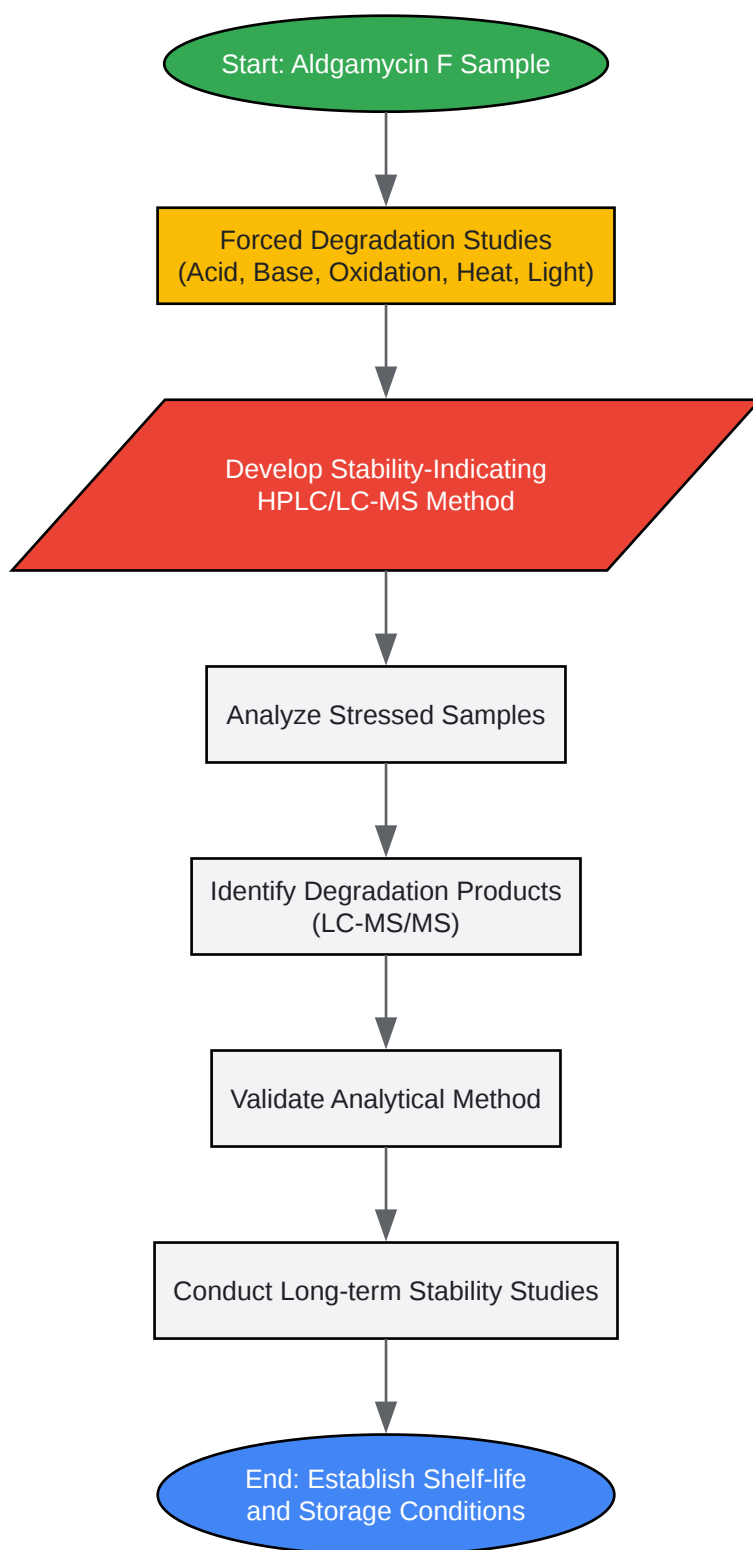 Start: Aldgamycin F Sample
Forced Degradation Studies
(Acid, Base, Oxidation, Heat, Light)
Develop Stability-Indicating
HPLC/LC-MS Method
Analyze Stressed Samples
Identify Degradation Products
(LC-MS/MS)
Validate Analytical Method
Conduct Long-term Stability Studies
End: Establish Shelf-life
and Storage Conditions